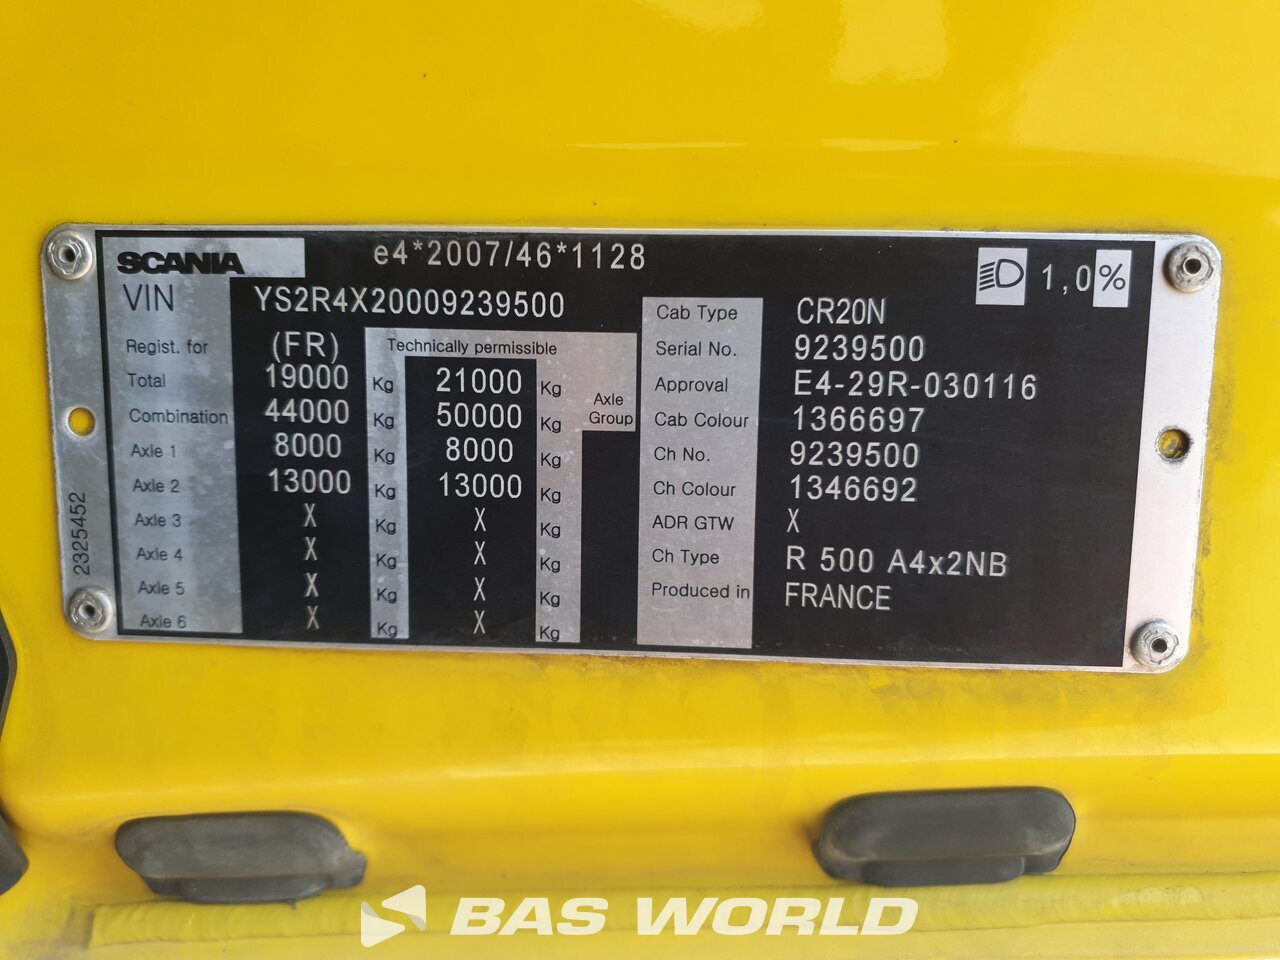 SCANIA e4*2007/46*1128 1,0%
VIN YS2R4X20009239500
Regist. for (FR) Technically permissible
Total 19000 Kg 21000 Kg Axle Group
Combination 44000 Kg 50000 Kg
Axle 1 8000 Kg 8000 Kg
Axle 2 13000 Kg 13000 Kg
Axle 3 X Kg X Kg
Axle 4 X Kg X Kg
Axle 5 X Kg X Kg
Axle 6 X Kg X Kg
Cab Type CR20N
Serial No. 9239500
Approval E4-29R-030116
Cab Colour 1366697
Ch No. 9239500
Ch Colour 1346692
ADR GTW X
Ch Type R 500 A4x2NB
Produced in FRANCE
2325452
BAS WORLD